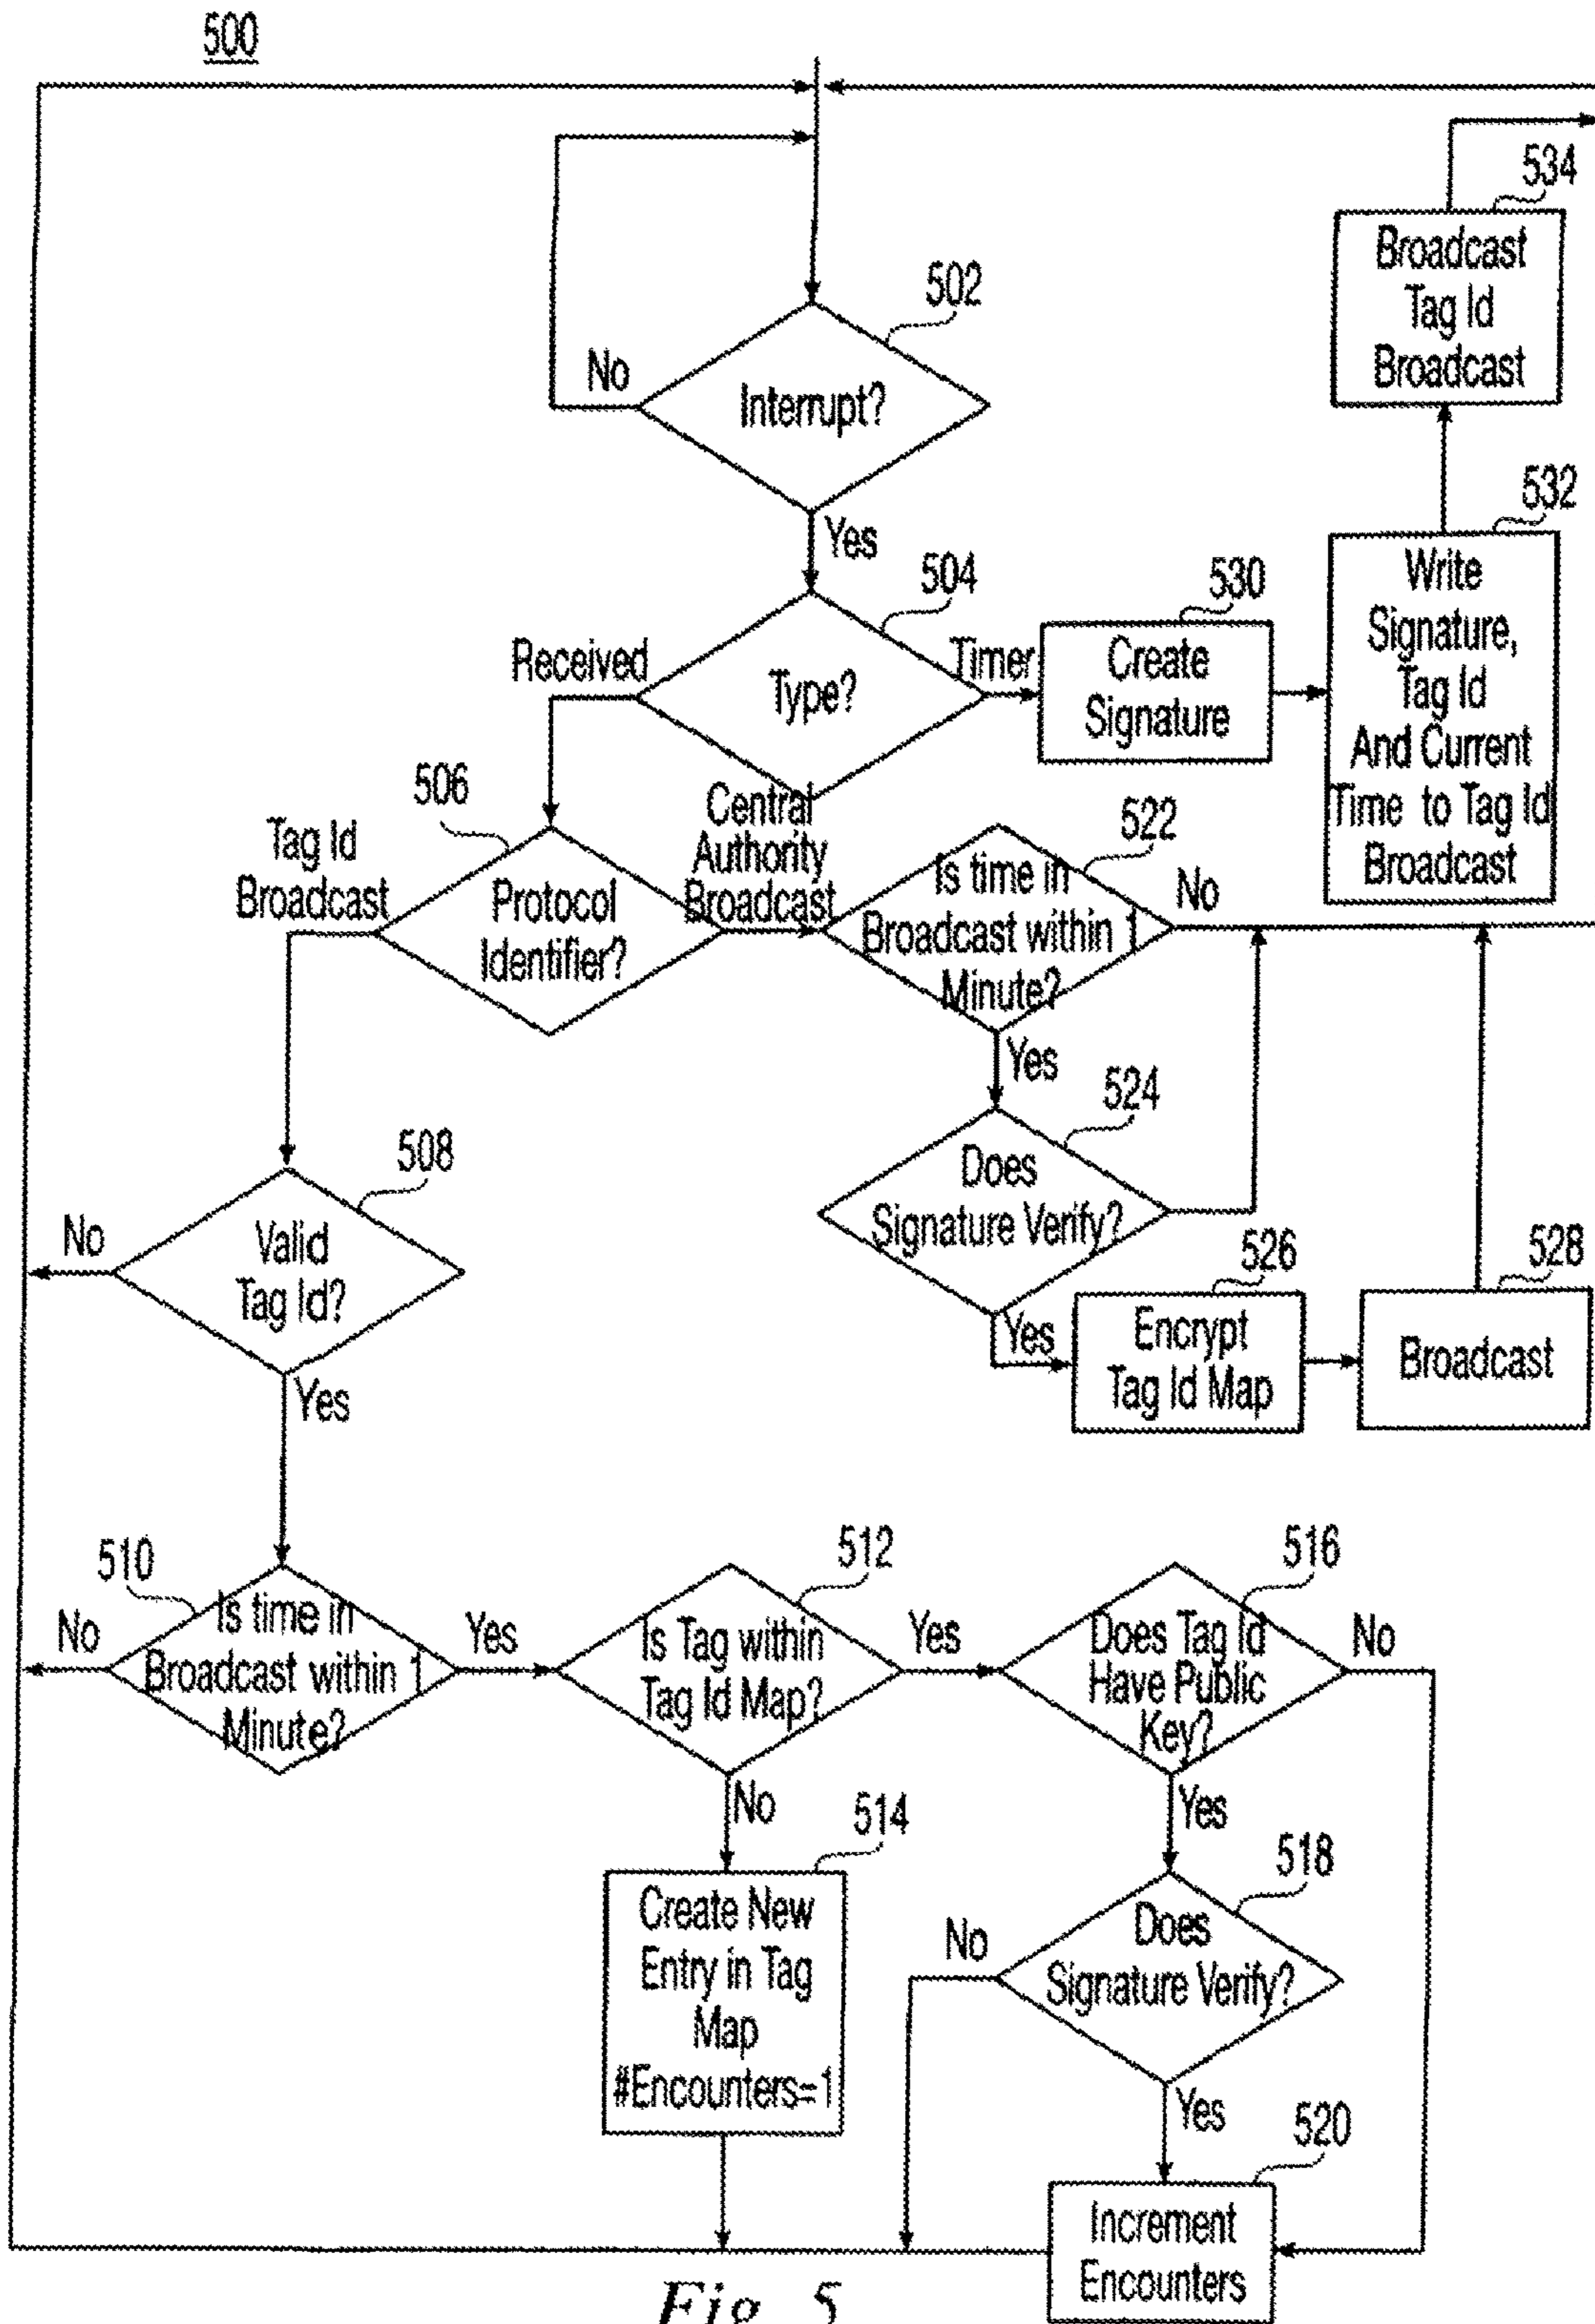 500
534
Broadcast
Tag Id
Broadcast
502
No
Interrupt?
Yes
532
Write
Signature,
Tag Id
And Current
Time to Tag Id
Broadcast
504
Received
Type?
Timer
530
Create
Signature
506
Tag Id
Broadcast
Protocol
Identifier?
Central
Authority
Broadcast
522
Is time in
Broadcast within 1
Minute?
No
Yes
524
Does
Signature Verify?
Yes
526
Encrypt
Tag Id Map
528
Broadcast
508
No
Valid
Tag Id?
Yes
510
No
Is time in
Broadcast within 1
Minute?
Yes
512
Is Tag within
Tag Id Map?
Yes
516
Does Tag Id
Have Public
Key?
No
No
Yes
514
Create New
Entry in Tag
Map
#Encounters=1
518
No
Does
Signature Verify?
Yes
520
Increment
Encounters
Fig. 5